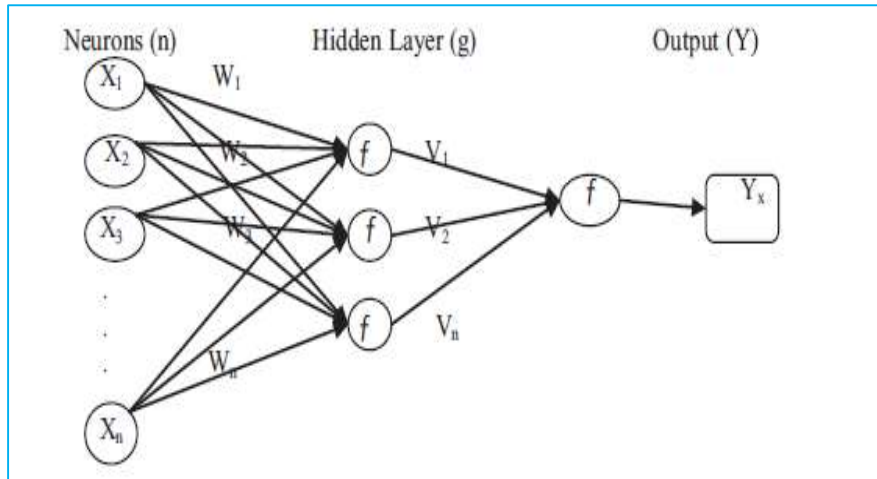 Neurons (n) Hidden Layer (g) Output (Y)
X1 W1
X2 W2 f V1
f Yx
X3 W3 f V2
.
.
f Vn
.
Wn
Xn